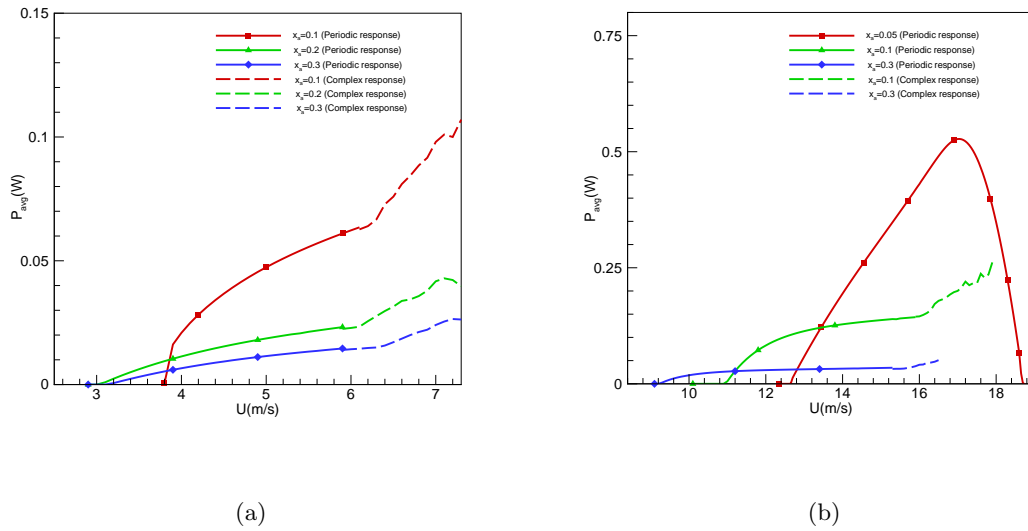 0.15
0.1
0.05
0
P_avg(W)
x_a=0.1 (Periodic response)
x_a=0.2 (Periodic response)
x_a=0.3 (Periodic response)
x_a=0.1 (Complex response)
x_a=0.2 (Complex response)
x_a=0.3 (Complex response)
3 4 5 6 7
U(m/s)
(a)
0.75
0.5
0.25
0
P_avg(W)
x_a=0.05 (Periodic response)
x_a=0.1 (Periodic response)
x_a=0.3 (Periodic response)
x_a=0.1 (Complex response)
x_a=0.3 (Complex response)
10 12 14 16 18
U(m/s)
(b)